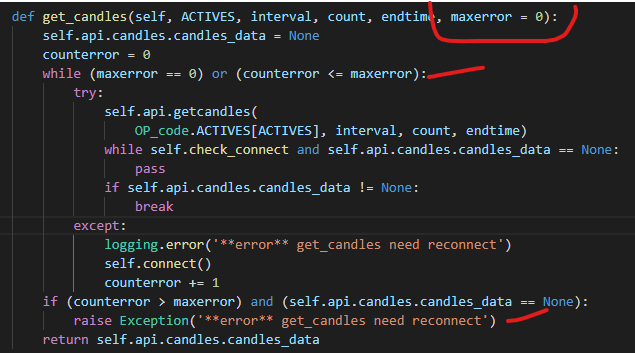 def get_candles(self, ACTIVES, interval, count, endtime, maxerror = 0):
    self.api.candles.candles_data = None
    counterror = 0
    while (maxerror == 0) or (counterror <= maxerror):
        try:
            self.api.getcandles(
                OP_code.ACTIVES[ACTIVES], interval, count, endtime)
            while self.check_connect and self.api.candles.candles_data == None:
                pass
            if self.api.candles.candles_data != None:
                break
        except:
            logging.error('**error** get_candles need reconnect')
            self.connect()
            counterror += 1
    if (counterror > maxerror) and (self.api.candles.candles_data == None):
        raise Exception('**error** get_candles need reconnect')
    return self.api.candles.candles_data